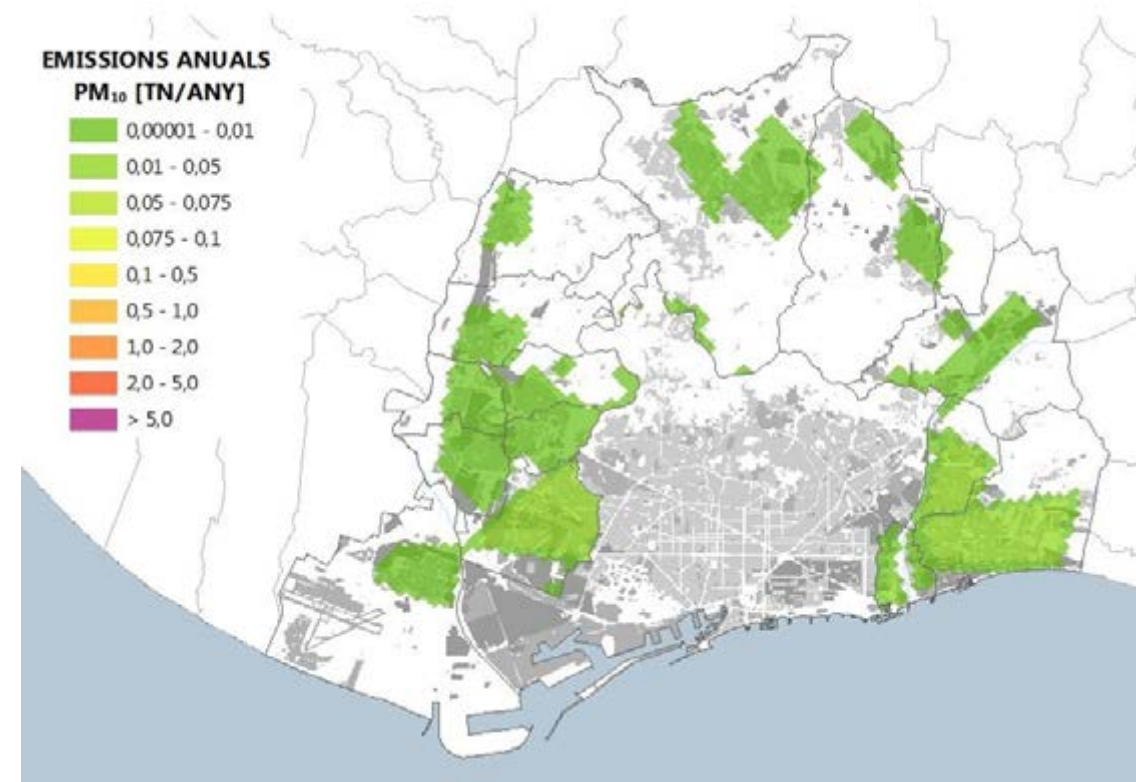 EMISSIONS ANUALS
PM₁₀ [TN/ANY]
0,00001 - 0,01
0,01 - 0,05
0,05 - 0,075
0,075 - 0,1
0,1 - 0,5
0,5 - 1,0
1,0 - 2,0
2,0 - 5,0
> 5,0